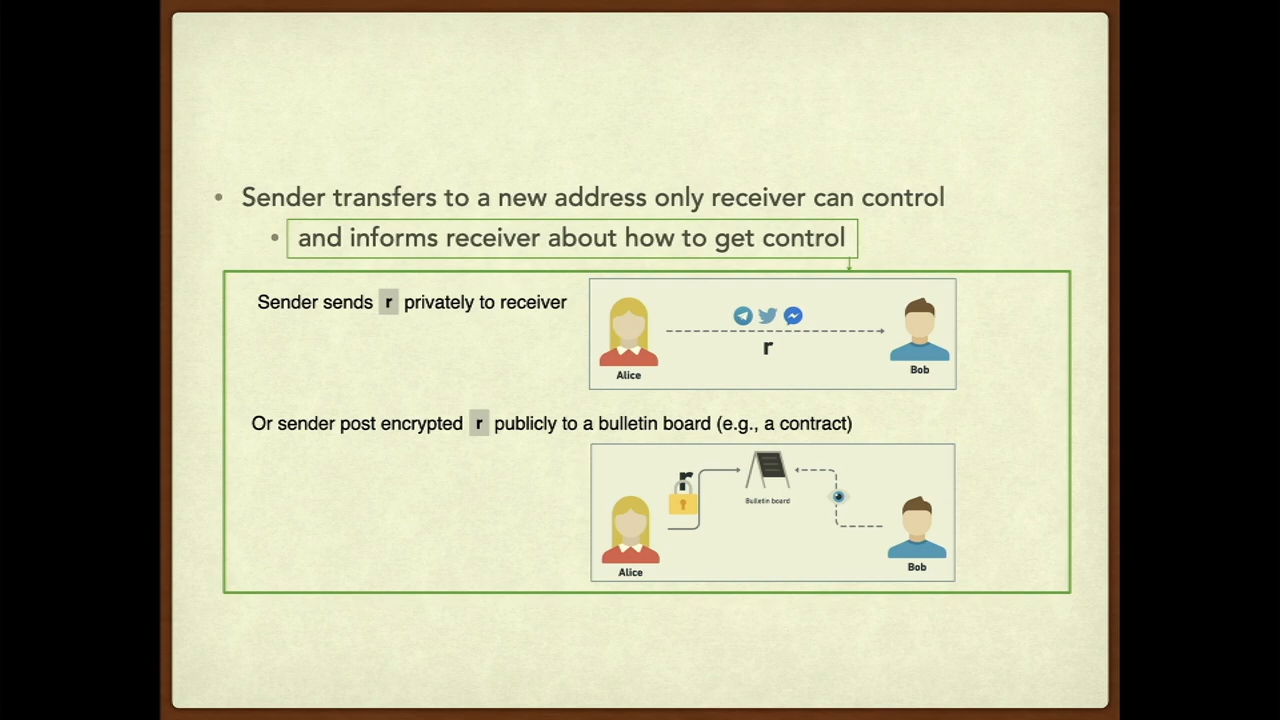 • Sender transfers to a new address only receiver can control
• and informs receiver about how to get control
Sender sends r privately to receiver
r
Alice
Bob
Or sender post encrypted r publicly to a bulletin board (e.g., a contract)
r
Bulletin board
Alice
Bob